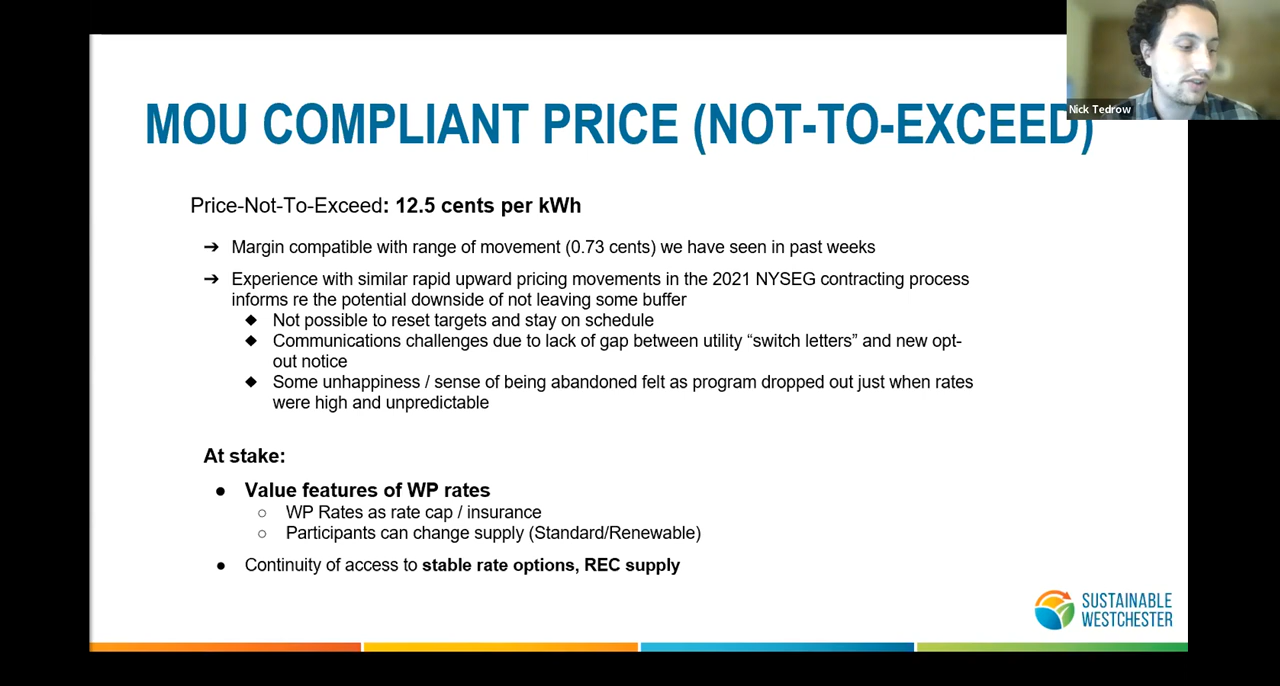 MOU COMPLIANT PRICE (NOT-TO-EXCEED)
Nick Tedrow
Price-Not-To-Exceed: 12.5 cents per kWh
➔ Margin compatible with range of movement (0.73 cents) we have seen in past weeks
➔ Experience with similar rapid upward pricing movements in the 2021 NYSEG contracting process
informs re the potential downside of not leaving some buffer
◆ Not possible to reset targets and stay on schedule
◆ Communications challenges due to lack of gap between utility “switch letters” and new opt-
out notice
◆ Some unhappiness / sense of being abandoned felt as program dropped out just when rates
were high and unpredictable
At stake:
● Value features of WP rates
○ WP Rates as rate cap / insurance
○ Participants can change supply (Standard/Renewable)
● Continuity of access to stable rate options, REC supply
SUSTAINABLE
WESTCHESTER